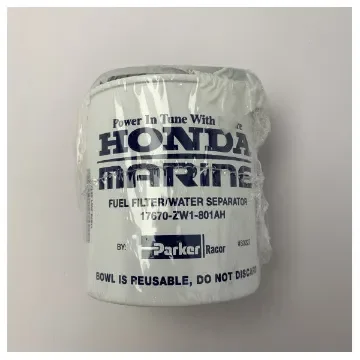 Power In Tune With
HONDA
MARINE
FUEL FILTER/WATER SEPARATOR
17670-ZW1-801AH
BY: Parker Racor
BOWL IS REUSABLE, DO NOT DISCARD